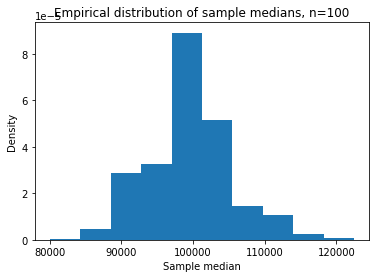 Empirical distribution of sample medians, n=100
1e-5
8
6
4
2
0
Density
80000 90000 100000 110000 120000
Sample median